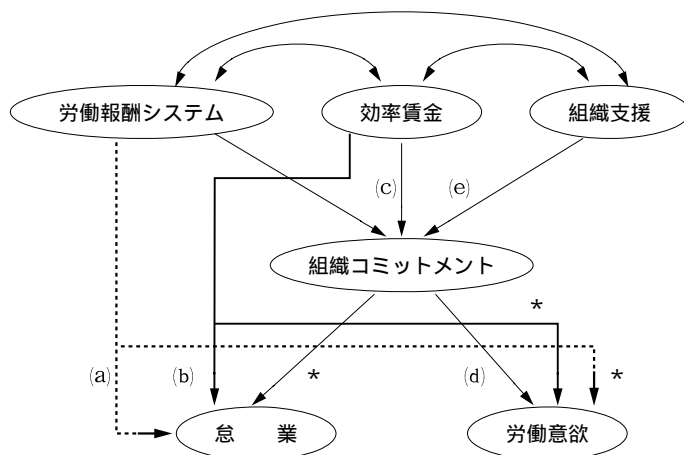 労働報酬システム 効率賃金 組織支援
(c) (e)
組織コミットメント
*
(a) (b) * (d) *
怠 業 労働意欲